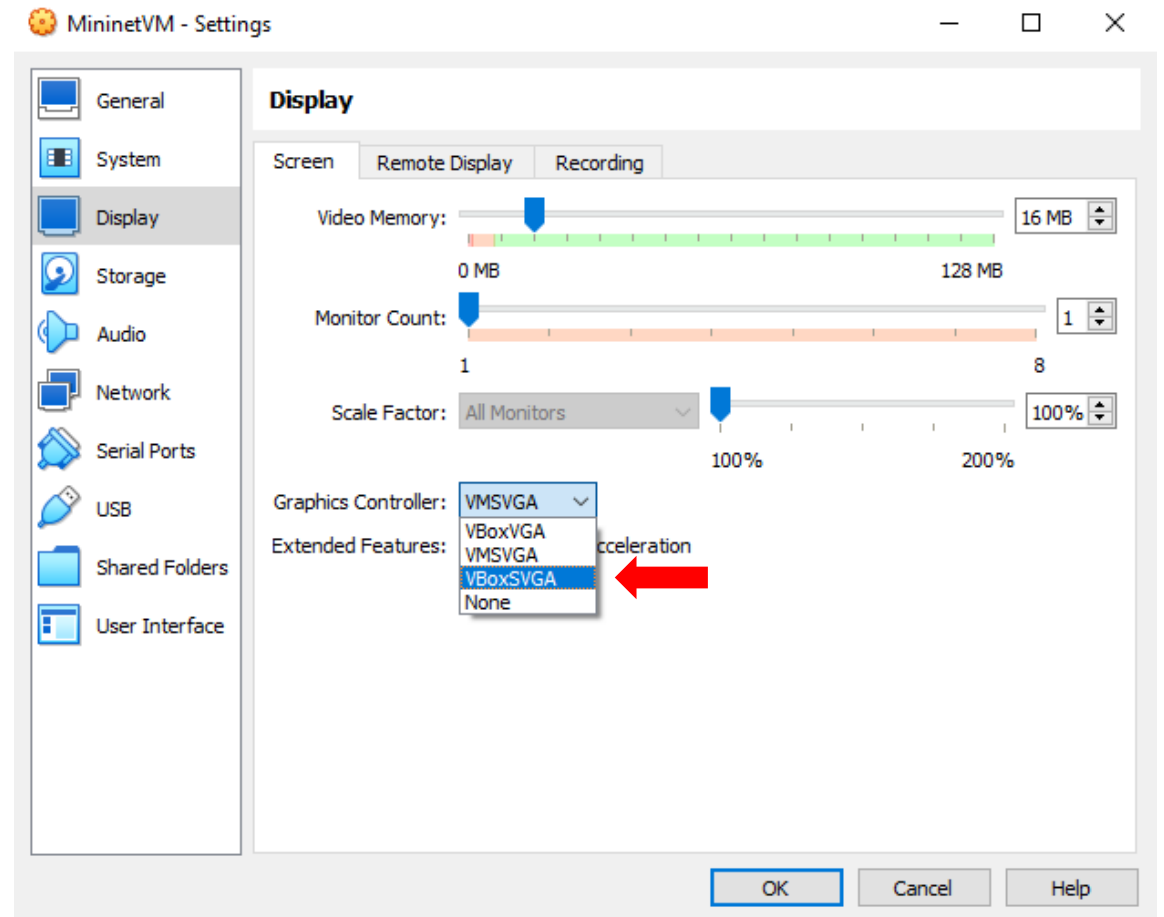 MininetVM - Settings
General
System
Display
Storage
Audio
Network
Serial Ports
USB
Shared Folders
User Interface
Display
Screen Remote Display Recording
Video Memory: 16 MB
0 MB 128 MB
Monitor Count: 1
1 8
Scale Factor: All Monitors 100%
100% 200%
Graphics Controller: VMSVGA
VBoxVGA
Extended Features: cceleration
VMSVGA
VBoxSVGA
None
OK Cancel Help